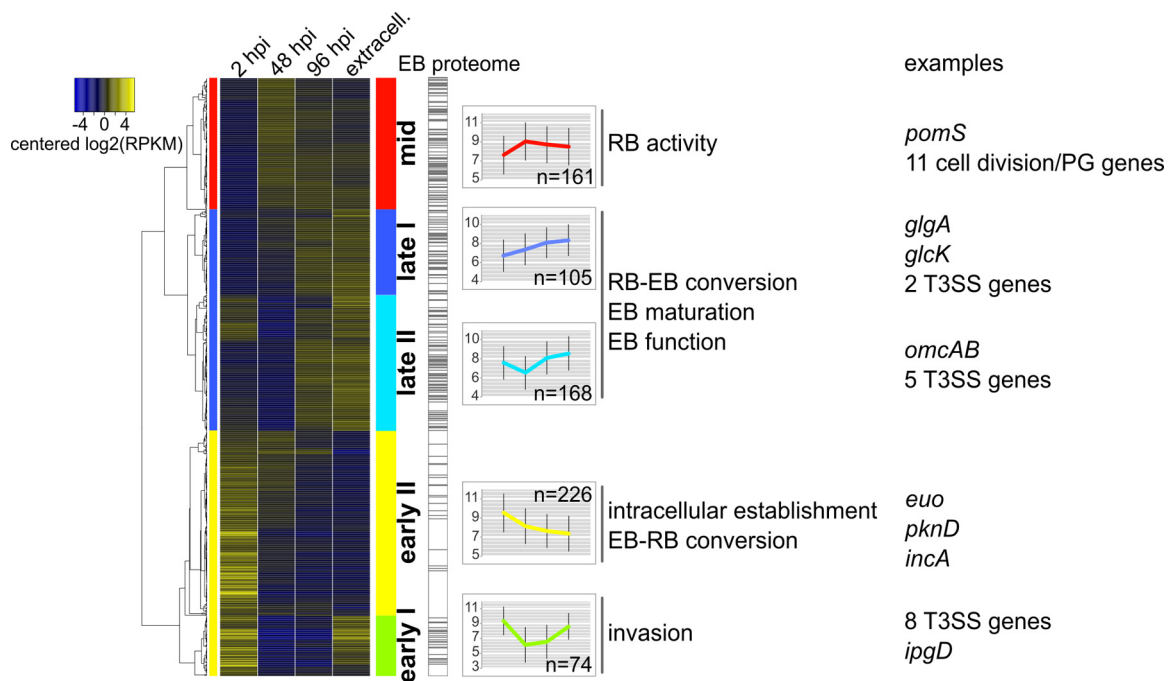 2 hpi
48 hpi
96 hpi
extracell.
EB proteome
examples
-4 0 4
centered log2(RPKM)
mid
11
9
7
5
n=161
RB activity
pomS
11 cell division/PG genes
late I
10
8
6
4
n=105
glgA
glcK
2 T3SS genes
RB-EB conversion
EB maturation
EB function
late II
10
8
6
4
n=168
omcAB
5 T3SS genes
early II
11
9
7
5
n=226
intracellular establishment
EB-RB conversion
euo
pknD
incA
early I
11
9
7
5
3
n=74
invasion
8 T3SS genes
ipgD